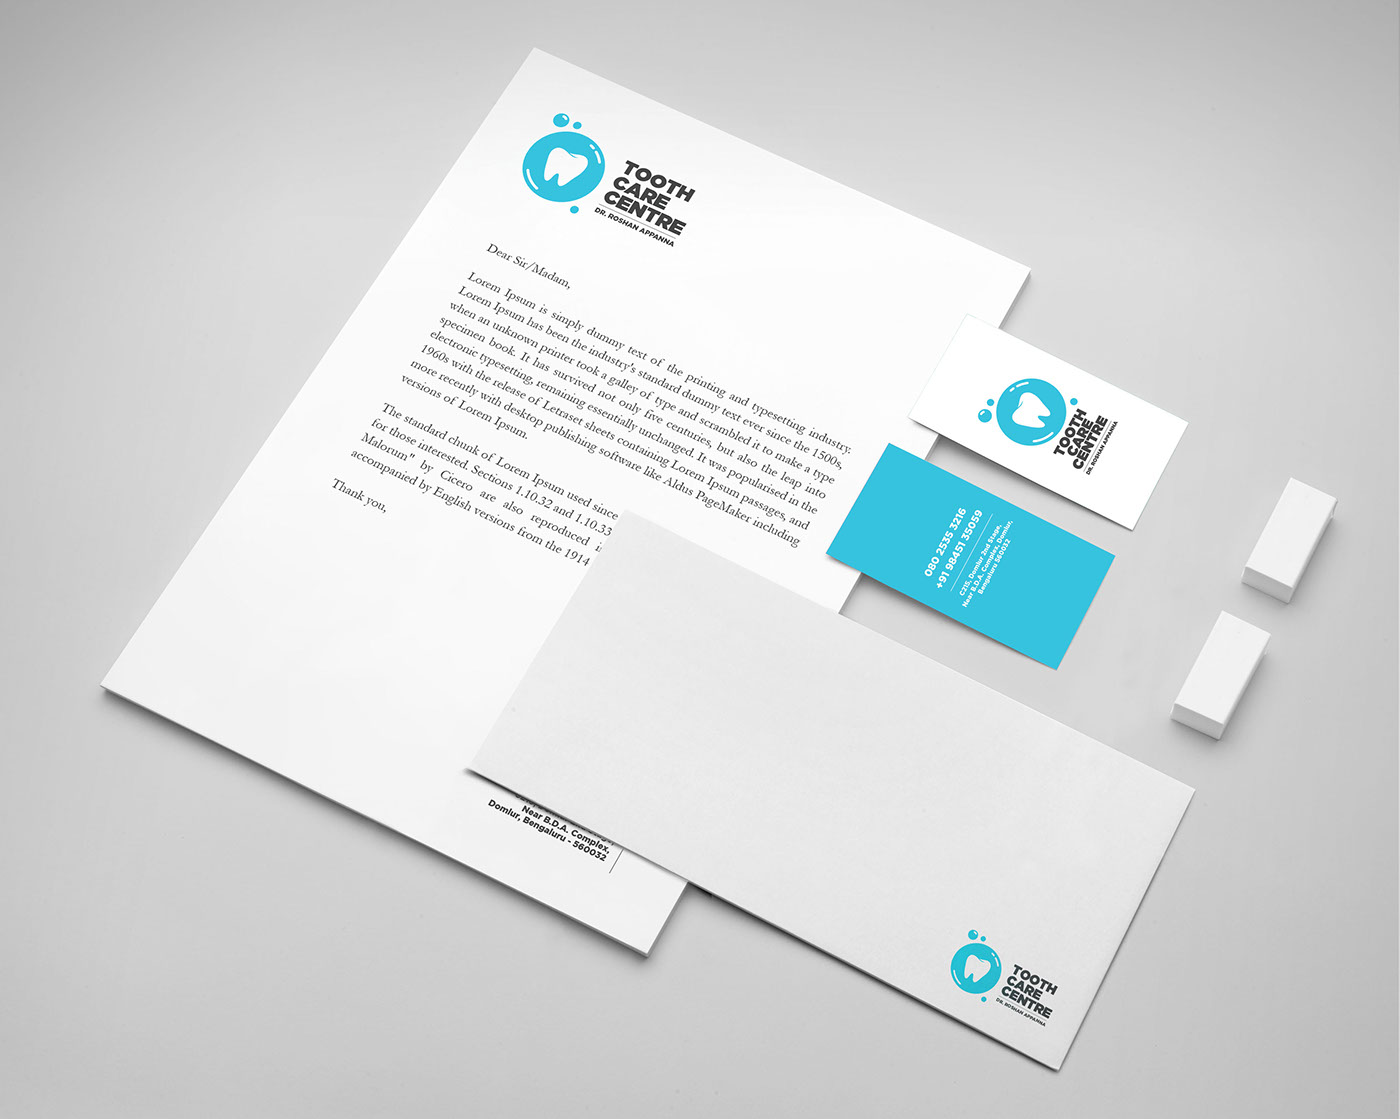 TOOTH
CARE
CENTRE
DR. ROSHAN APPANNA
Dear Sir/Madam,
Lorem Ipsum is simply dummy text of the printing and typesetting industry.
Lorem Ipsum has been the industry's standard dummy text ever since the 1500s,
when an unknown printer took a galley of type and scrambled it to make a type
specimen book. It has survived not only five centuries, but also the leap into
electronic typesetting, remaining essentially unchanged. It was popularised in the
1960s with the release of Letraset sheets containing Lorem Ipsum passages, and
more recently with desktop publishing software like Aldus PageMaker including
versions of Lorem Ipsum.
The standard chunk of Lorem Ipsum used since
for those interested. Sections 1.10.32 and 1.10.33
Malorum" by Cicero are also reproduced
accompanied by English versions from the 1914
Thank you,
Near B.D.A. Complex,
Domlur, Bengaluru - 560032
TOOTH
CARE
CENTRE
DR. ROSHAN APPANNA
080 2535 3216
+91 98451 35059
C215, Domlur 2nd Stage,
Near B.D.A. Complex, Domlur,
Bengaluru 560032
TOOTH
CARE
CENTRE
DR. ROSHAN APPANNA